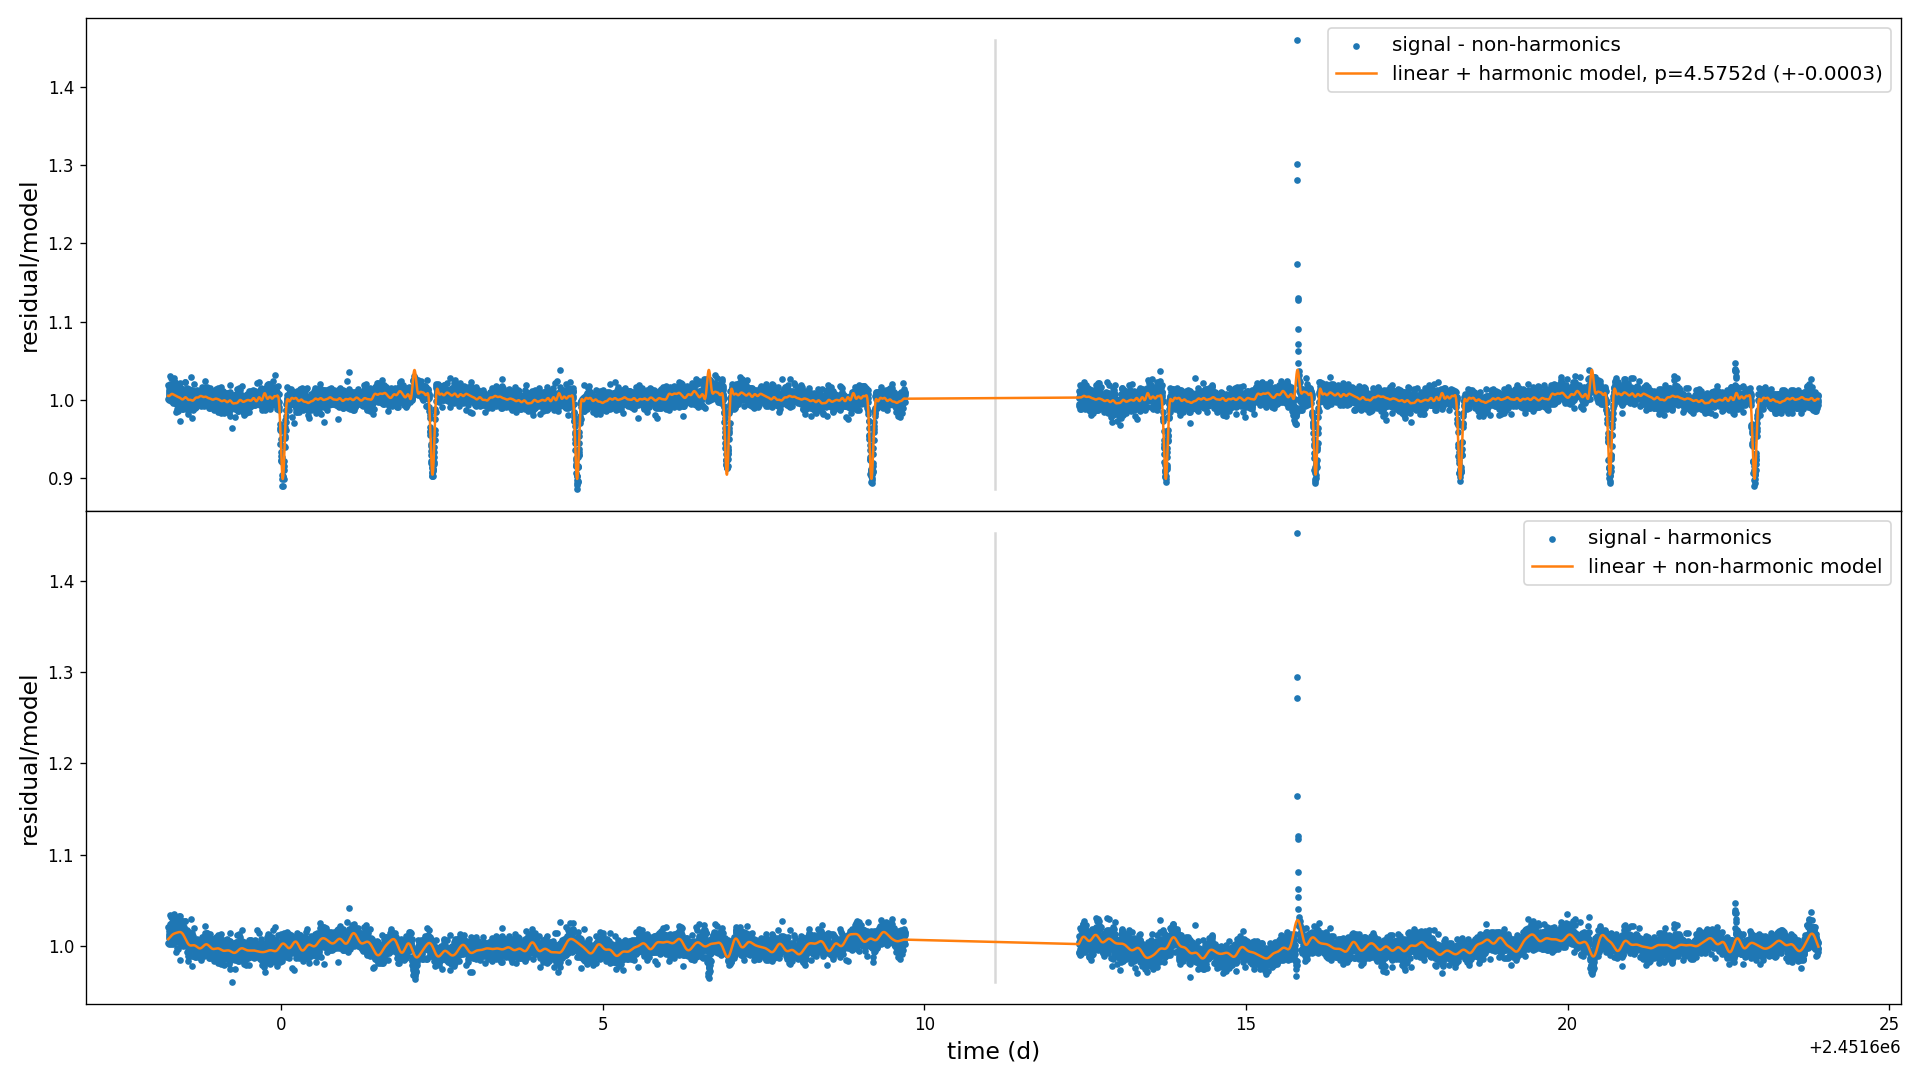 signal - non-harmonics
linear + harmonic model, p=4.5752d (+-0.0003)
residual/model
1.4
1.3
1.2
1.1
1.0
0.9
signal - harmonics
linear + non-harmonic model
residual/model
1.4
1.3
1.2
1.1
1.0
0 5 10 15 20 25
time (d)
+2.4516e6